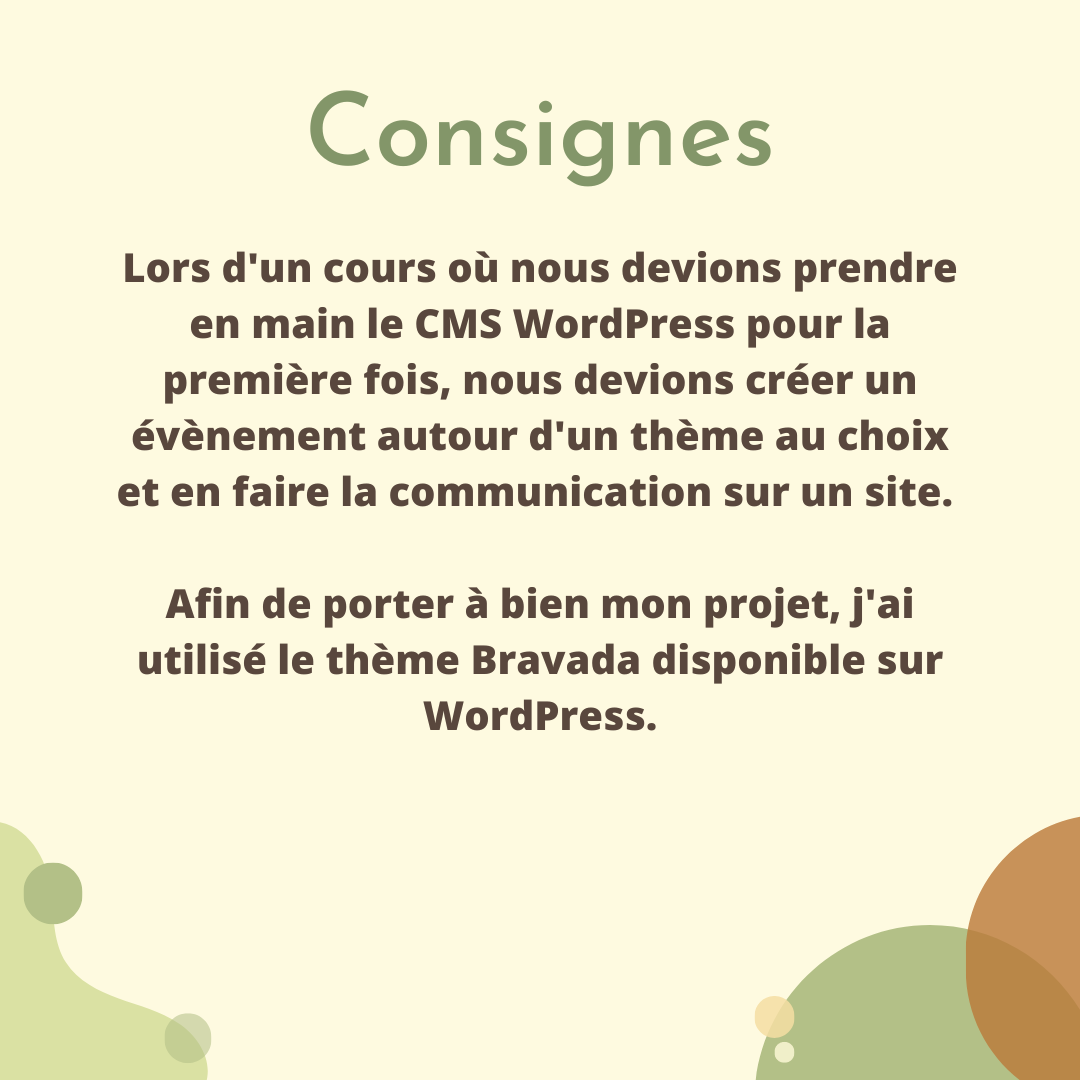 Consignes
Lors d'un cours où nous devions prendre
en main le CMS WordPress pour la
première fois, nous devions créer un
évènement autour d'un thème au choix
et en faire la communication sur un site.
Afin de porter à bien mon projet, j'ai
utilisé le thème Bravada disponible sur
WordPress.